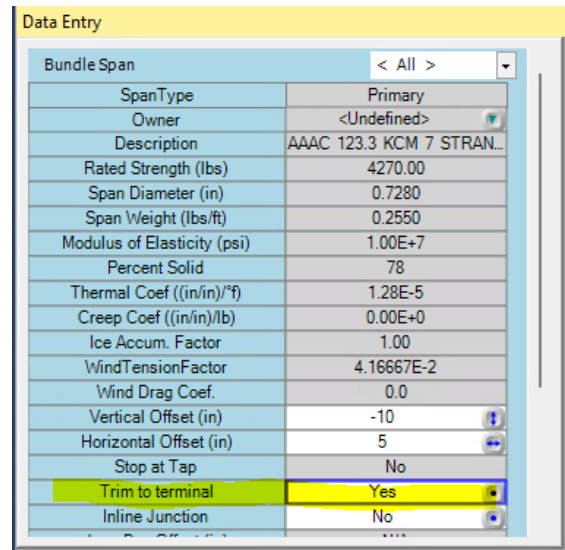 Data Entry
Bundle Span < All >
SpanType Primary
Owner <Undefined>
Description AAAC 123.3 KCM 7 STRAN...
Rated Strength (lbs) 4270.00
Span Diameter (in) 0.7280
Span Weight (lbs/ft) 0.2550
Modulus of Elasticity (psi) 1.00E+7
Percent Solid 78
Thermal Coef ((in/in)/°f) 1.28E-5
Creep Coef ((in/in)/lb) 0.00E+0
Ice Accum. Factor 1.00
WindTensionFactor 4.16667E-2
Wind Drag Coef. 0.0
Vertical Offset (in) -10
Horizontal Offset (in) 5
Stop at Tap No
Trim to terminal Yes
Inline Junction No